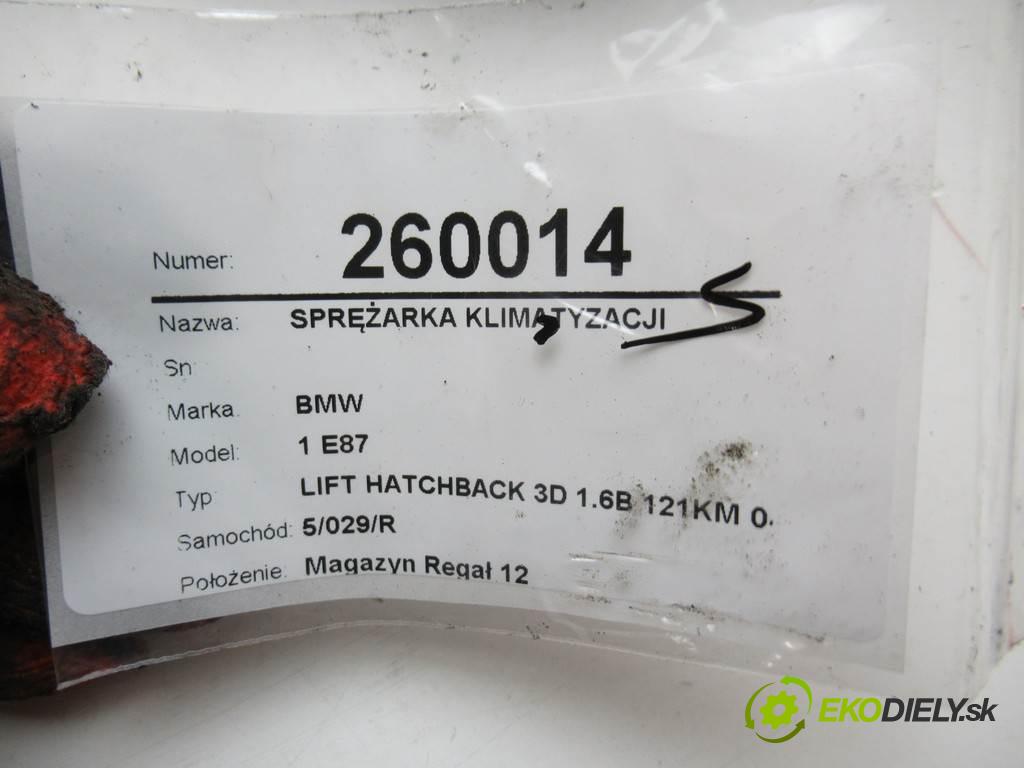 Numer: 260014
Nazwa: SPRĘŻARKA KLIMATYZACJI
Sn
Marka BMW
Model: 1 E87
Typ LIFT HATCHBACK 3D 1.6B 121KM 0.
Samochód: 5/029/R
Położenie: Magazyn Regał 12
EKODIELY.sk